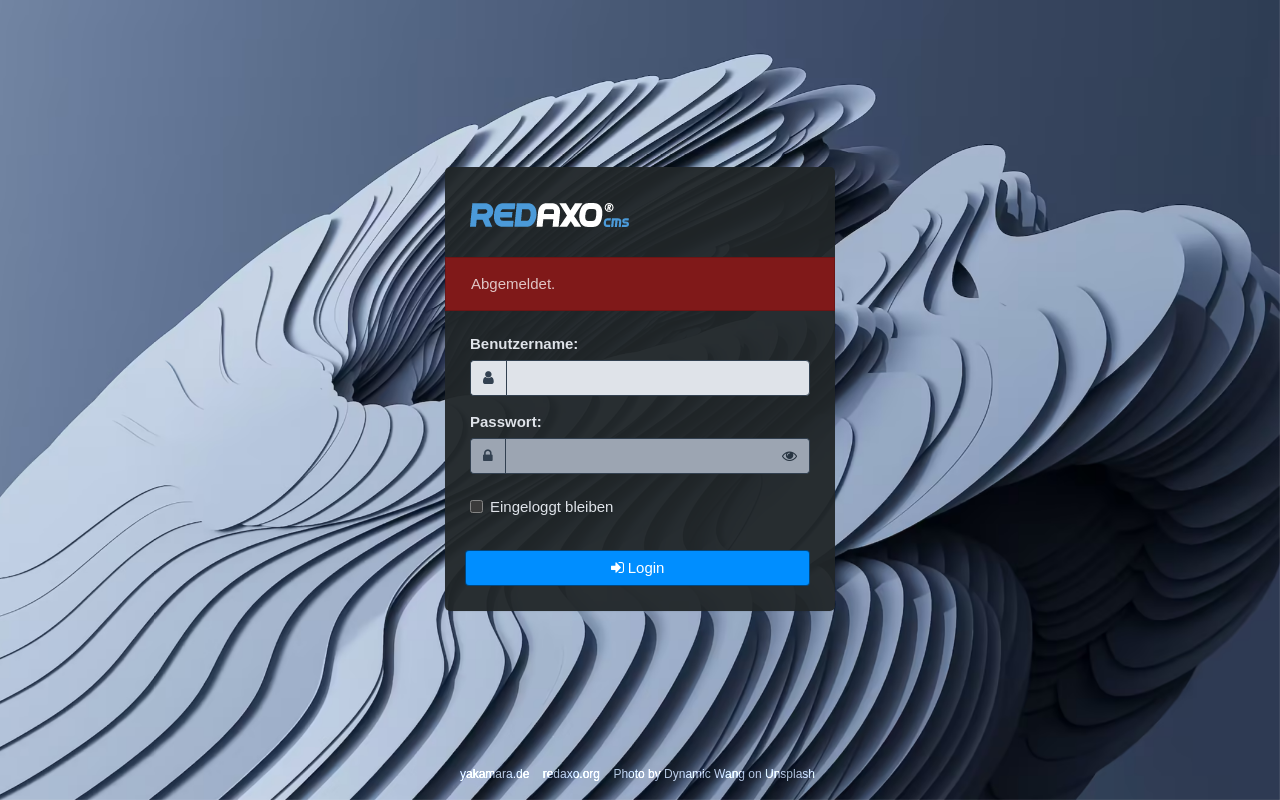 REDAXO® cms
Abgemeldet.
Benutzername:
Passwort:
Eingeloggt bleiben
Login
yakamara.de redaxo.org Photo by Dynamic Wang on Unsplash